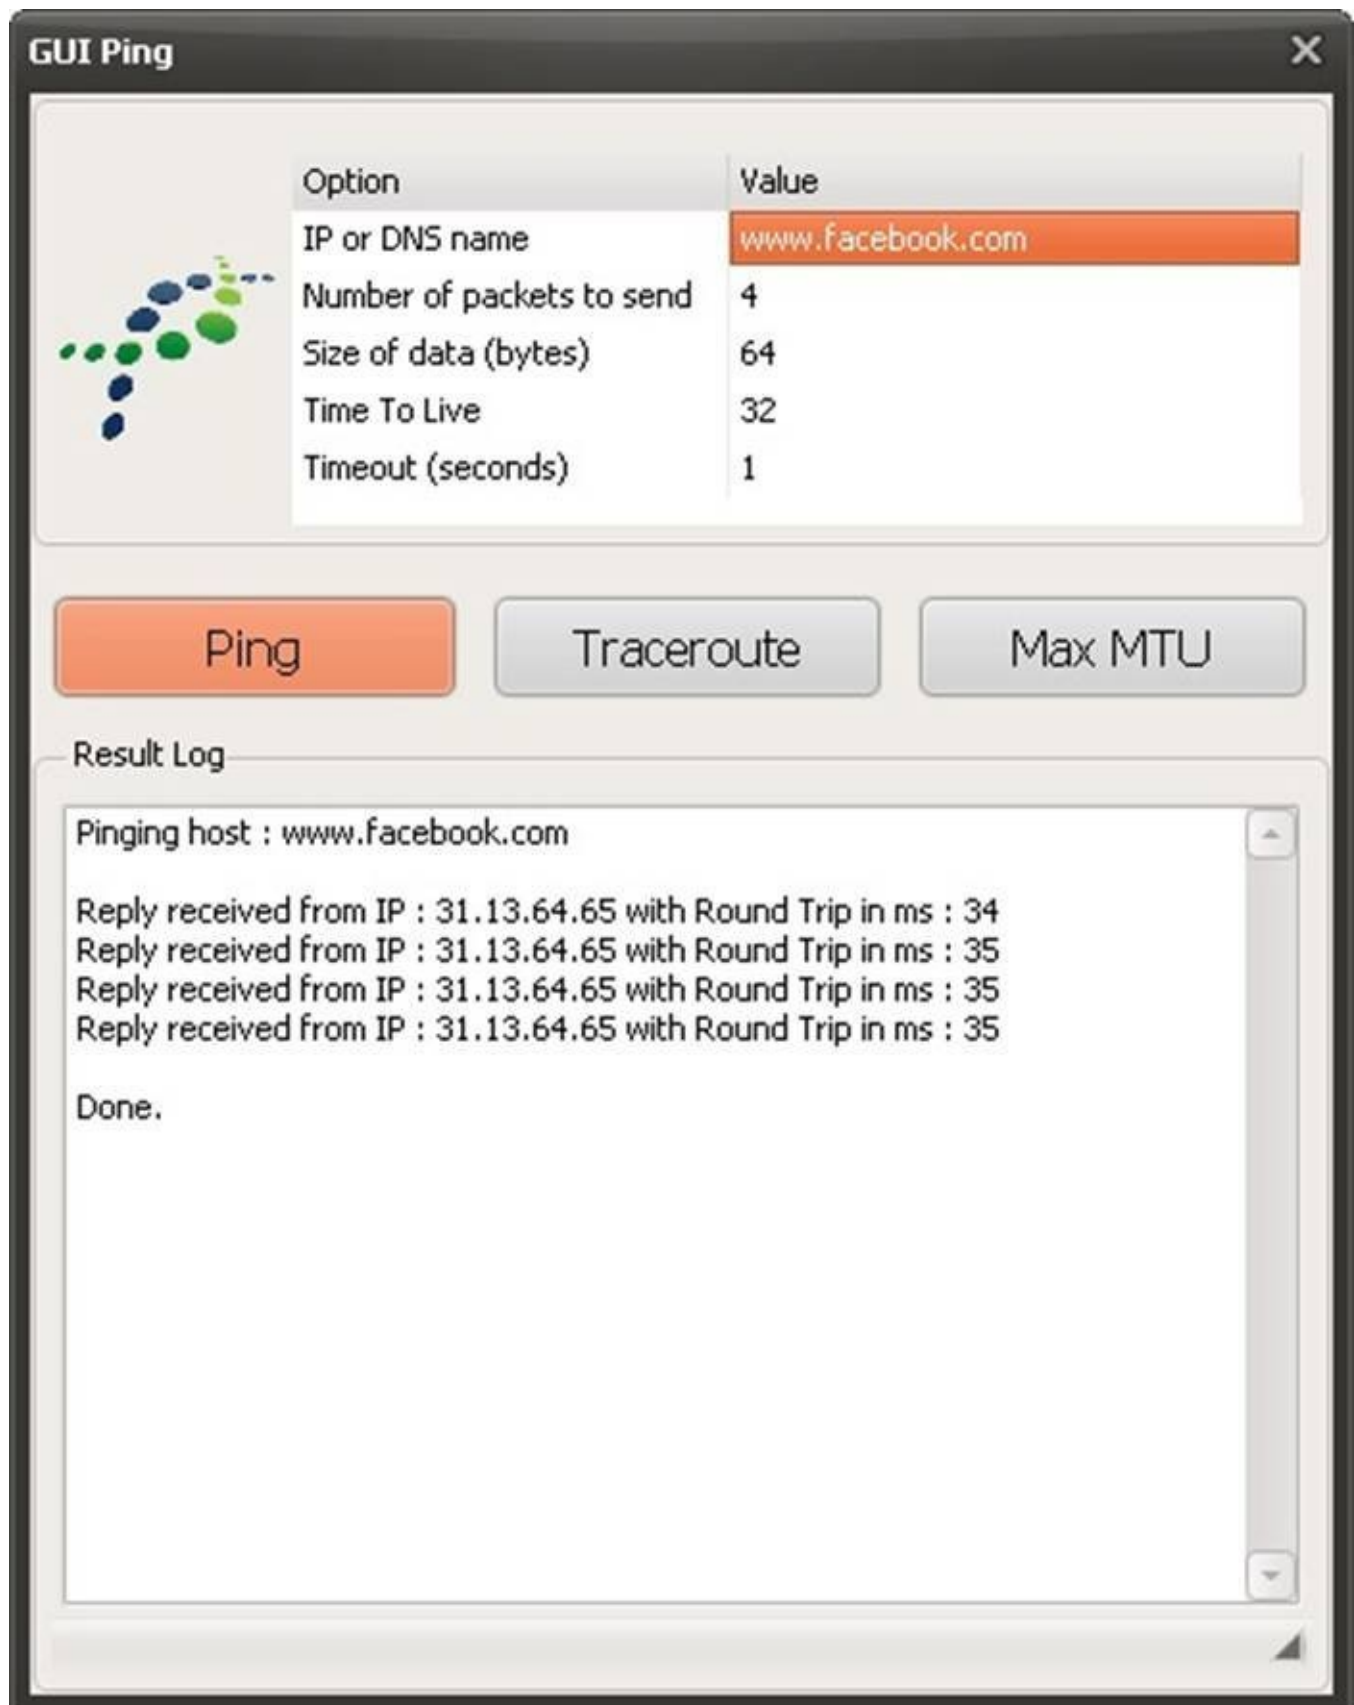 GUI Ping
Option Value
IP or DNS name www.facebook.com
Number of packets to send 4
Size of data (bytes) 64
Time To Live 32
Timeout (seconds) 1
Ping Traceroute Max MTU
Result Log
Pinging host : www.facebook.com
Reply received from IP : 31.13.64.65 with Round Trip in ms : 34
Reply received from IP : 31.13.64.65 with Round Trip in ms : 35
Reply received from IP : 31.13.64.65 with Round Trip in ms : 35
Reply received from IP : 31.13.64.65 with Round Trip in ms : 35
Done.